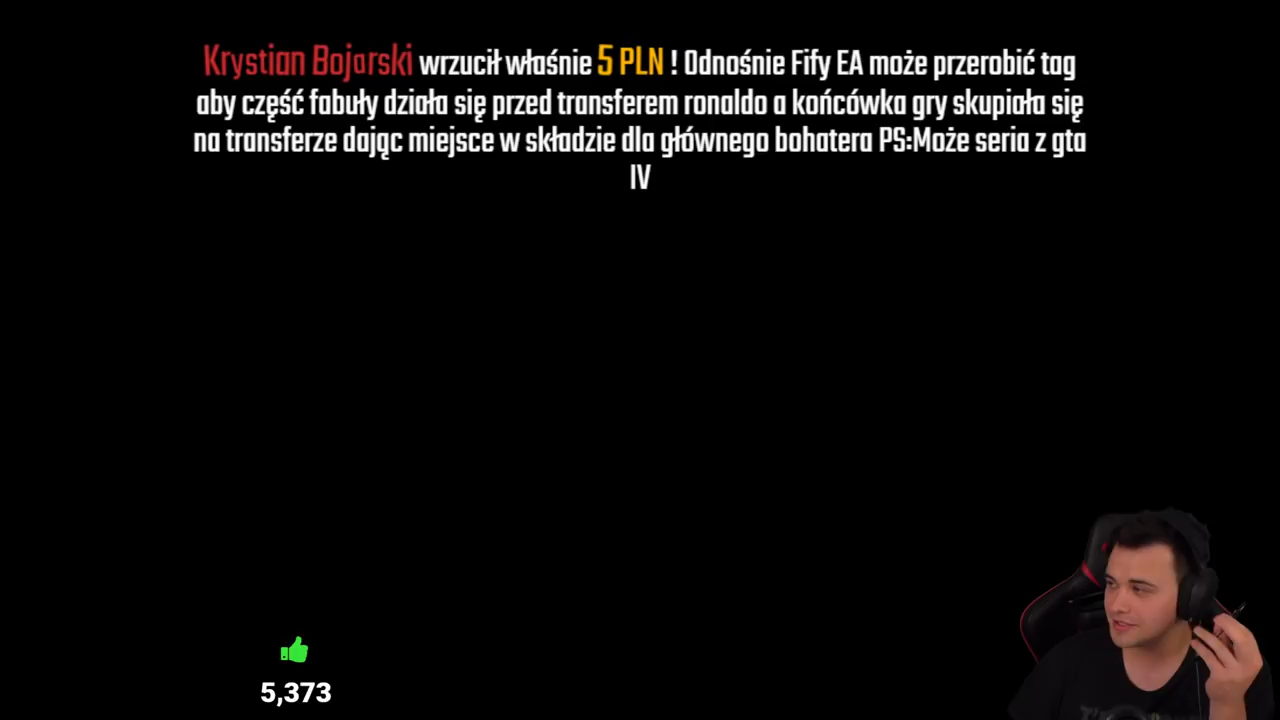 Krystian Bojarski wrzucił właśnie 5 PLN ! Odnośnie Fify EA może przerobić tag
aby część fabuły działa się przed transferem ronaldo a końcówka gry skupiała się
na transferze dając miejsce w składzie dla głównego bohatera PS:Może seria z gta
IV
5,373